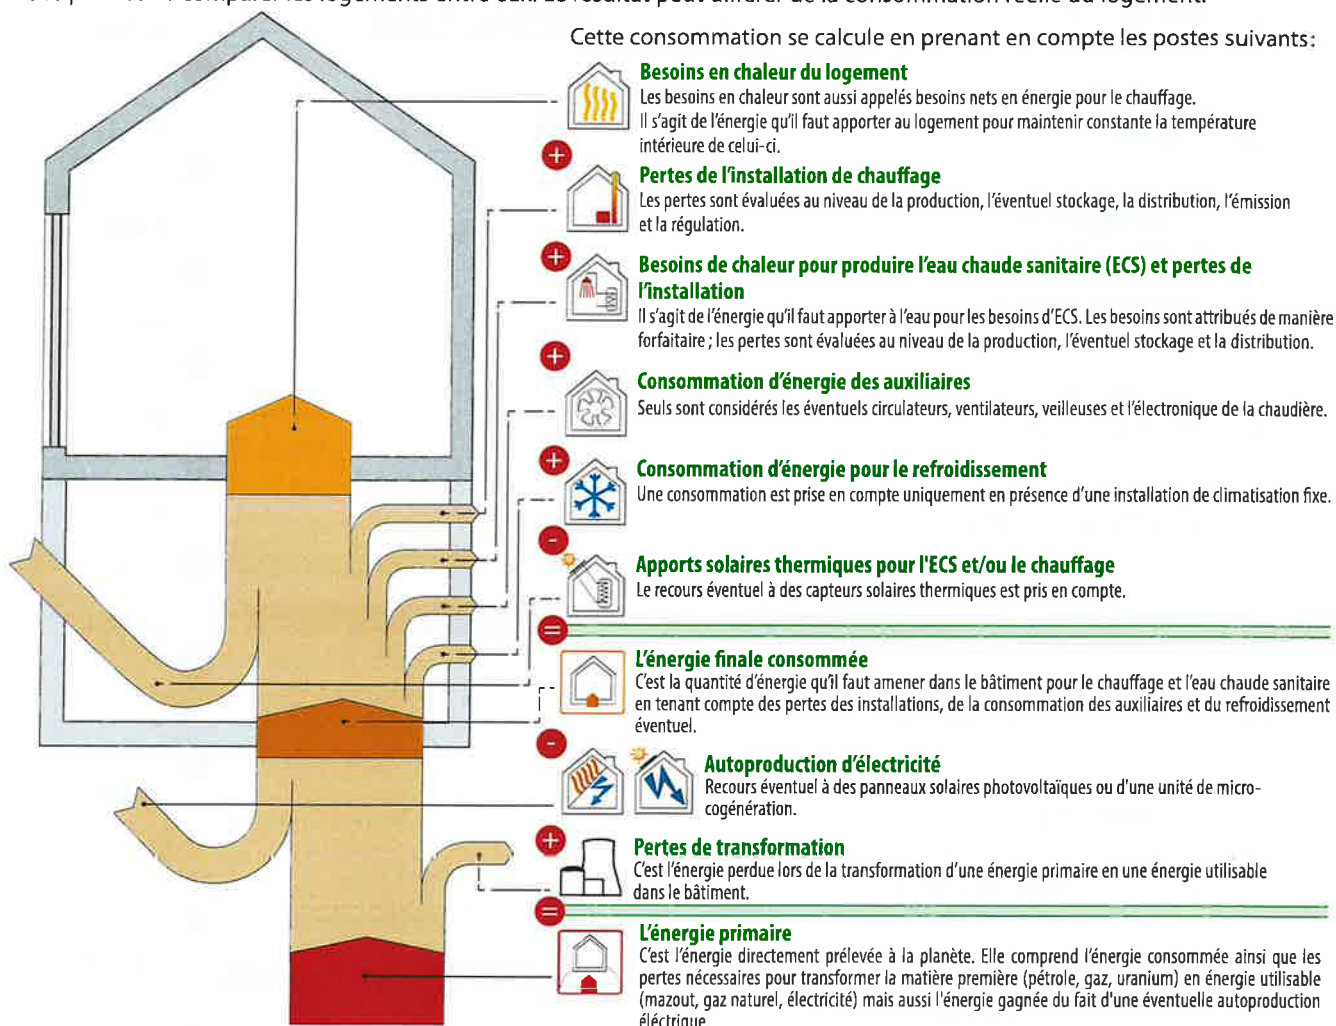 Cette consommation se calcule en prenant en compte les postes suivants :
Besoins en chaleur du logement
Les besoins en chaleur sont aussi appelés besoins nets en énergie pour le chauffage.
Il s'agit de l'énergie qu'il faut apporter au logement pour maintenir constante la température
intérieure de celui-ci.
+
Pertes de l'installation de chauffage
Les pertes sont évaluées au niveau de la production, l'éventuel stockage, la distribution, l'émission
et la régulation.
+
Besoins de chaleur pour produire l'eau chaude sanitaire (ECS) et pertes de
l'installation
Il s'agit de l'énergie qu'il faut apporter à l'eau pour les besoins d'ECS. Les besoins sont attribués de manière
forfaitaire ; les pertes sont évaluées au niveau de la production, l'éventuel stockage et la distribution.
+
Consommation d'énergie des auxiliaires
Seuls sont considérés les éventuels circulateurs, ventilateurs, veilleuses et l'électronique de la chaudière.
+
Consommation d'énergie pour le refroidissement
Une consommation est prise en compte uniquement en présence d'une installation de climatisation fixe.
-
Apports solaires thermiques pour l'ECS et/ou le chauffage
Le recours éventuel à des capteurs solaires thermiques est pris en compte.
=
L'énergie finale consommée
C'est la quantité d'énergie qu'il faut amener dans le bâtiment pour le chauffage et l'eau chaude sanitaire
en tenant compte des pertes des installations, de la consommation des auxiliaires et du refroidissement
éventuel.
-
Autoproduction d'électricité
Recours éventuel à des panneaux solaires photovoltaïques ou d'une unité de micro-
cogénération.
+
Pertes de transformation
C'est l'énergie perdue lors de la transformation d'une énergie primaire en une énergie utilisable
dans le bâtiment.
=
L'énergie primaire
C'est l'énergie directement prélevée à la planète. Elle comprend l'énergie consommée ainsi que les
pertes nécessaires pour transformer la matière première (pétrole, gaz, uranium) en énergie utilisable
(mazout, gaz naturel, électricité) mais aussi l'énergie gagnée du fait d'une éventuelle autoproduction
éléctrique